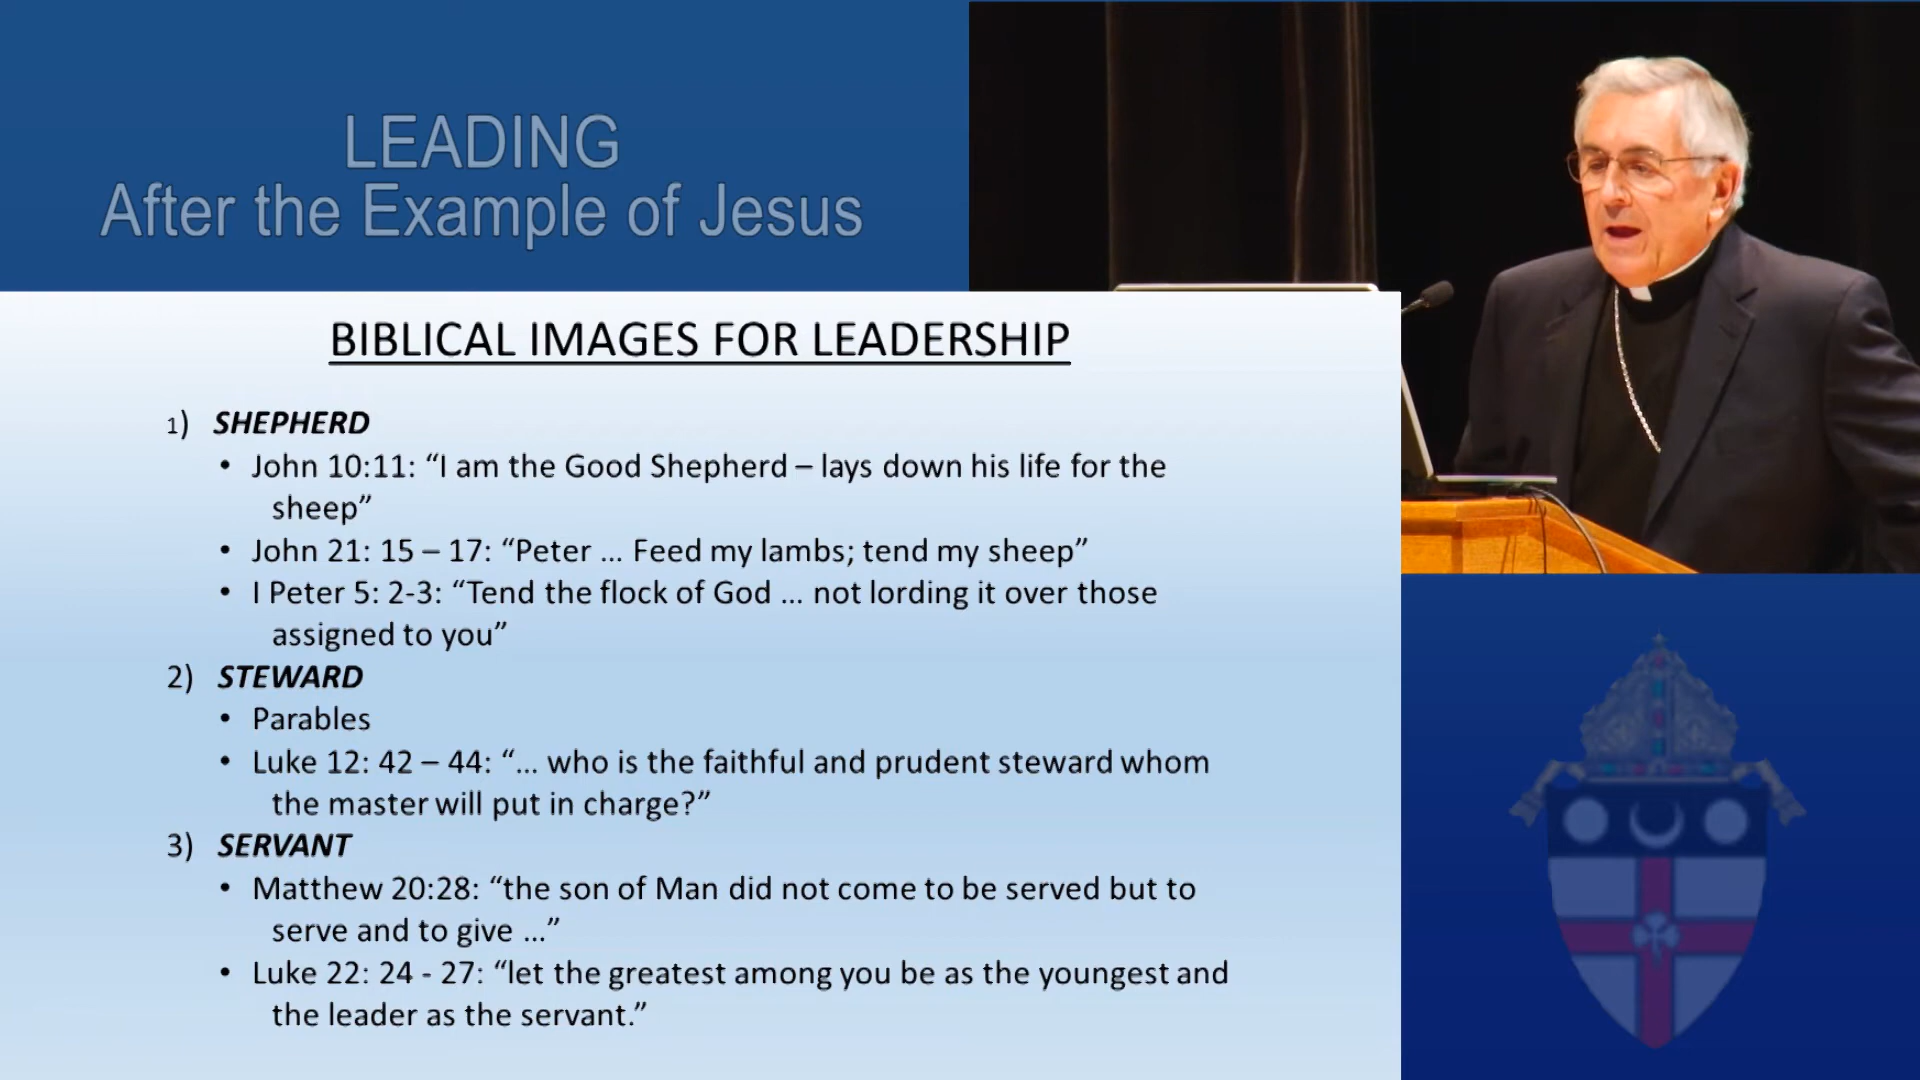 LEADING
After the Example of Jesus
BIBLICAL IMAGES FOR LEADERSHIP
1) SHEPHERD
• John 10:11: “I am the Good Shepherd – lays down his life for the
sheep”
• John 21: 15 – 17: “Peter ... Feed my lambs; tend my sheep”
• I Peter 5: 2-3: “Tend the flock of God ... not lording it over those
assigned to you”
2) STEWARD
• Parables
• Luke 12: 42 – 44: “... who is the faithful and prudent steward whom
the master will put in charge?”
3) SERVANT
• Matthew 20:28: “the son of Man did not come to be served but to
serve and to give ...”
• Luke 22: 24 - 27: “let the greatest among you be as the youngest and
the leader as the servant.”